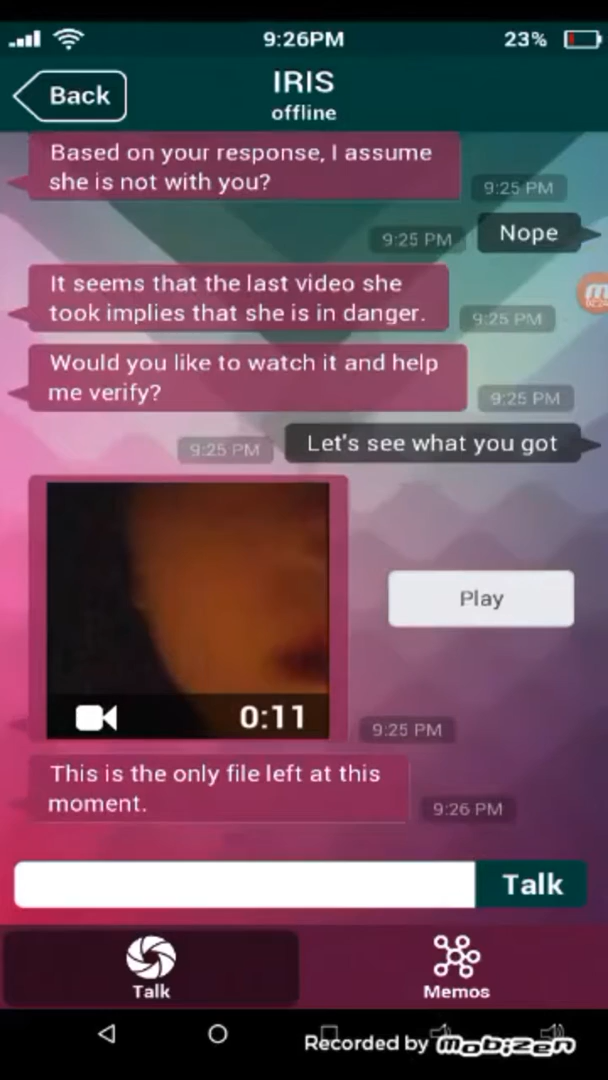 9:26PM
23%
Back
IRIS
offline
Based on your response, I assume
she is not with you?
9:25 PM
9:25 PM
Nope
It seems that the last video she
took implies that she is in danger.
9:25 PM
Would you like to watch it and help
me verify?
9:25 PM
9:25 PM
Let's see what you got
Play
0:11
9:25 PM
This is the only file left at this
moment.
9:26 PM
Talk
Talk
Memos
Recorded by mobizen